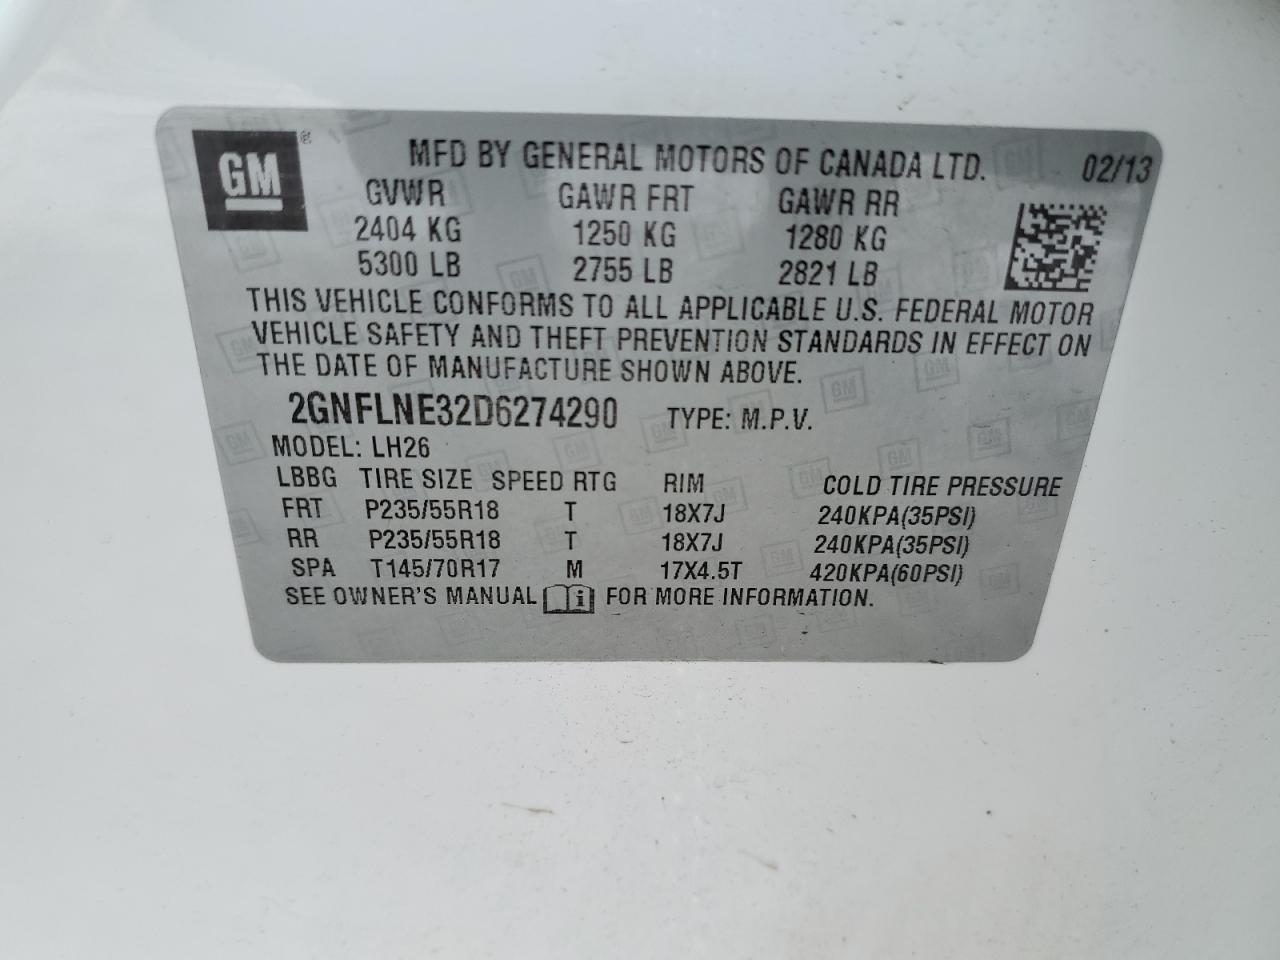 GM ®
MFD BY GENERAL MOTORS OF CANADA LTD. 02/13
GVWR GAWR FRT GAWR RR
2404 KG 1250 KG 1280 KG
5300 LB 2755 LB 2821 LB
THIS VEHICLE CONFORMS TO ALL APPLICABLE U.S. FEDERAL MOTOR
VEHICLE SAFETY AND THEFT PREVENTION STANDARDS IN EFFECT ON
THE DATE OF MANUFACTURE SHOWN ABOVE.
2GNFLNE32D6274290 TYPE: M.P.V.
MODEL: LH26
LBBG TIRE SIZE SPEED RTG RIM COLD TIRE PRESSURE
FRT P235/55R18 T 18X7J 240KPA(35PSI)
RR P235/55R18 T 18X7J 240KPA(35PSI)
SPA T145/70R17 M 17X4.5T 420KPA(60PSI)
SEE OWNER'S MANUAL i FOR MORE INFORMATION.